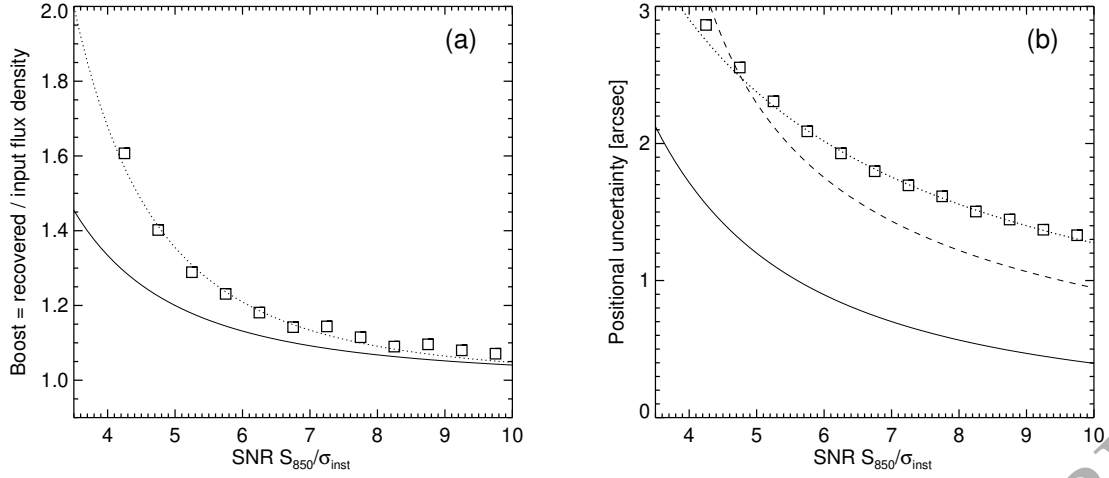 (a)
2.0
1.8
1.6
1.4
1.2
1.0
Boost = recovered / input flux density
4 5 6 7 8 9 10
SNR S850/σinst
(b)
3
2
1
0
Positional uncertainty [arcsec]
4 5 6 7 8 9 10
SNR S850/σinst